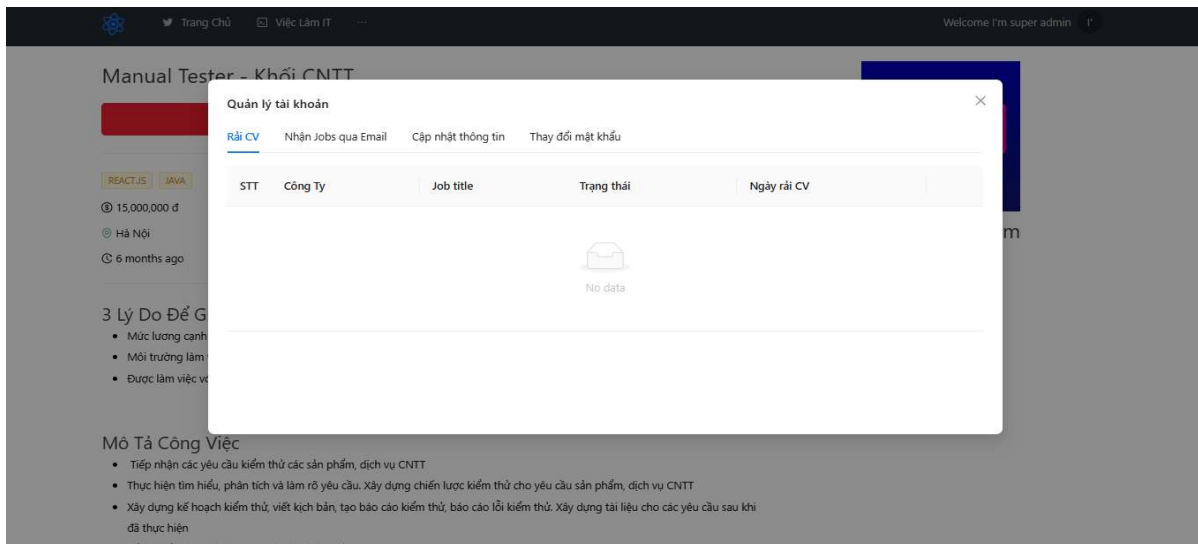 Trang Chủ Việc Làm IT ··· Welcome I'm super admin I'
Manual Tester - Khối CNTT
Quản lý tài khoản
Rải CV Nhận Jobs qua Email Cập nhật thông tin Thay đổi mật khẩu
REACT.JS JAVA
STT Công Ty Job title Trạng thái Ngày rải CV
15,000,000 đ
Hà Nội
m
6 months ago
No data
3 Lý Do Để G
Mức lương cạnh
Môi trường làm
Được làm việc
Mô Tả Công Việc
Tiếp nhận các yêu cầu kiểm thử các sản phẩm, dịch vụ CNTT
Thực hiện tìm hiểu, phân tích và làm rõ yêu cầu. Xây dựng chiến lược kiểm thử cho yêu cầu sản phẩm, dịch vụ CNTT
Xây dựng kế hoạch kiểm thử, viết kịch bản, tạo báo cáo kiểm thử, báo cáo lỗi kiểm thử. Xây dựng tài liệu cho các yêu cầu sau khi
đã thực hiện